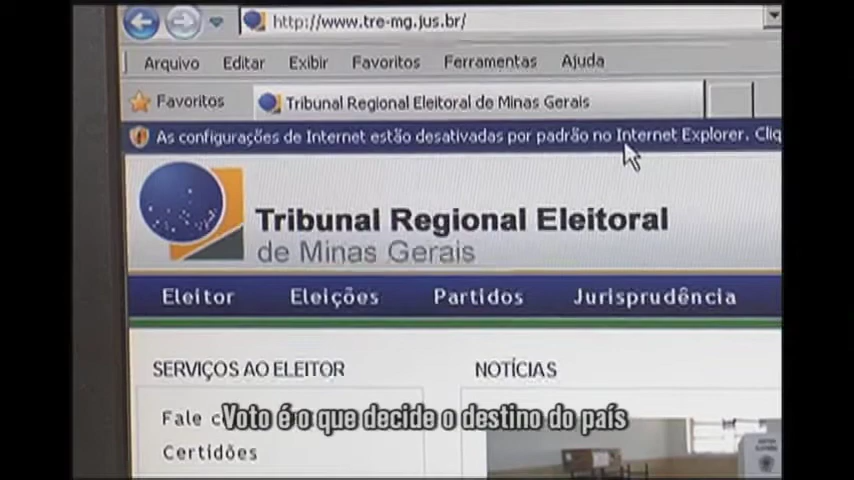 http://www.tre-mg.jus.br/
Arquivo Editar Exibir Favoritos Ferramentas Ajuda
Favoritos Tribunal Regional Eleitoral de Minas Gerais
As configurações de Internet estão desativadas por padrão no Internet Explorer. Cliq
Tribunal Regional Eleitoral
de Minas Gerais
Eleitor Eleições Partidos Jurisprudência
SERVIÇOS AO ELEITOR NOTÍCIAS
Fale c
Voto é o que decide o destino do país
Certidões